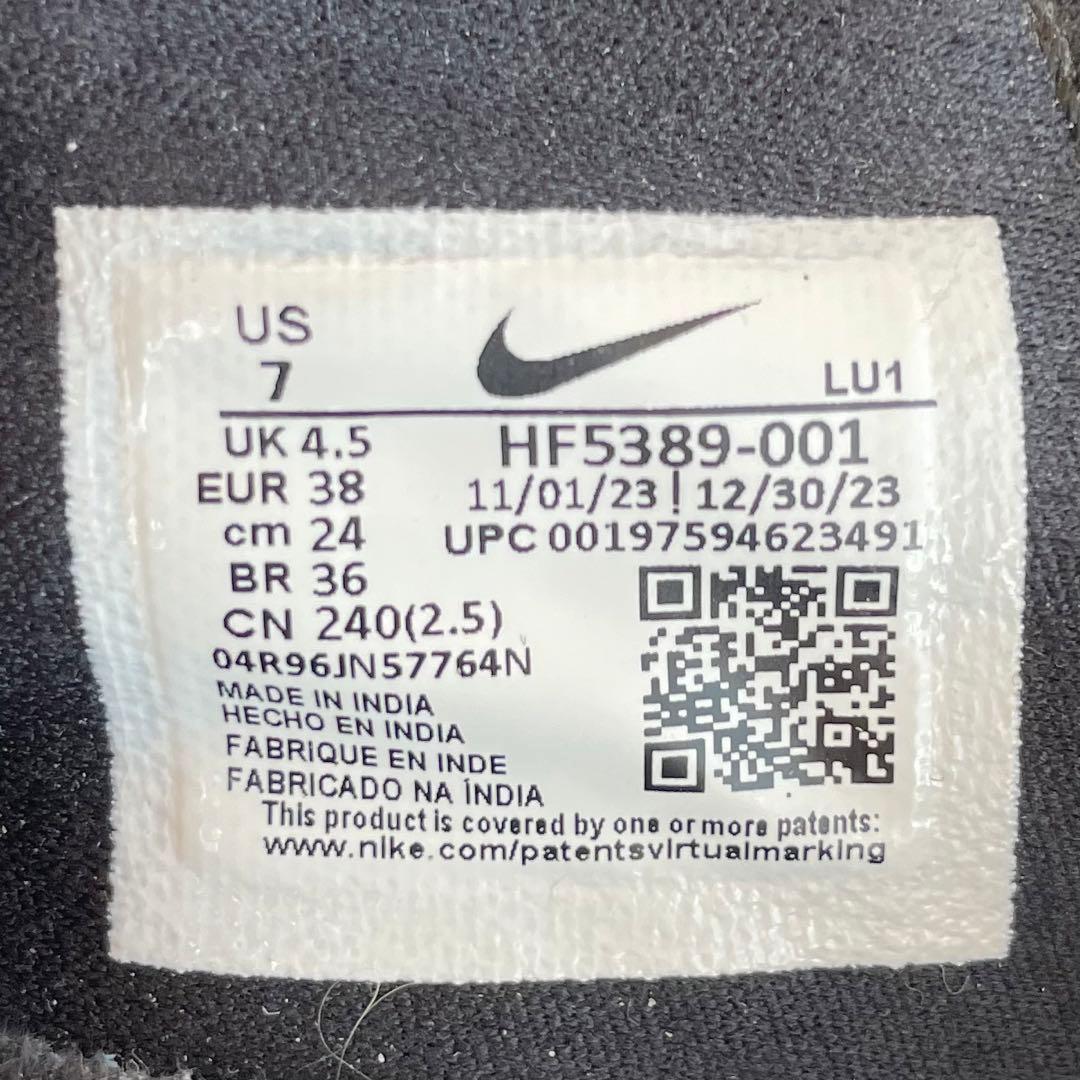 US
7
LU1
UK 4.5
HF5389-001
EUR 38
11/01/23 | 12/30/23
cm 24
UPC 00197594623491
BR 36
CN 240(2.5)
04R96JN57764N
MADE IN INDIA
HECHO EN INDIA
FABRIQUE EN INDE
FABRICADO NA ÍNDIA
This product is covered by one or more patents:
www.nike.com/patentsvirtualmarking